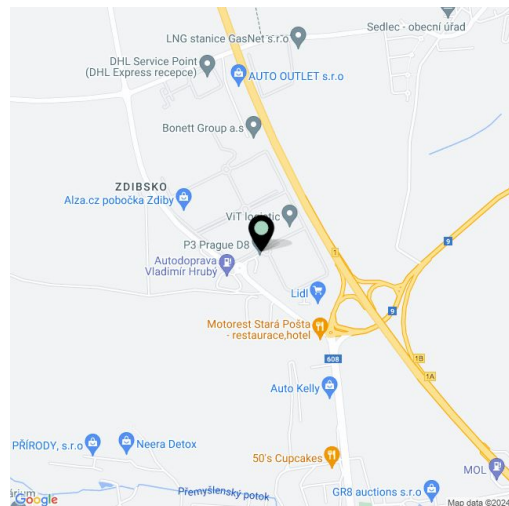 Sedlec - obecní úřad
LNG stanice GasNet s.r.o
DHL Service Point
(DHL Express recepce)
AUTO OUTLET s.r.o
Bonett Group a.s
ZDIBSKO
Alza.cz pobočka Zdiby
ViT logistic
P3 Prague D8
1
9
Autodoprava
Vladimír Hrubý
Lidl
9
Motorest Stará Pošta
- restaurace,hotel
608
1B
1A
Auto Kelly
PŘÍRODY, s.r.o
Neera Detox
50's Cupcakes
MOL
Přemyšlenský potok
GR8 auctions s.r.o
Google
Map data ©2024